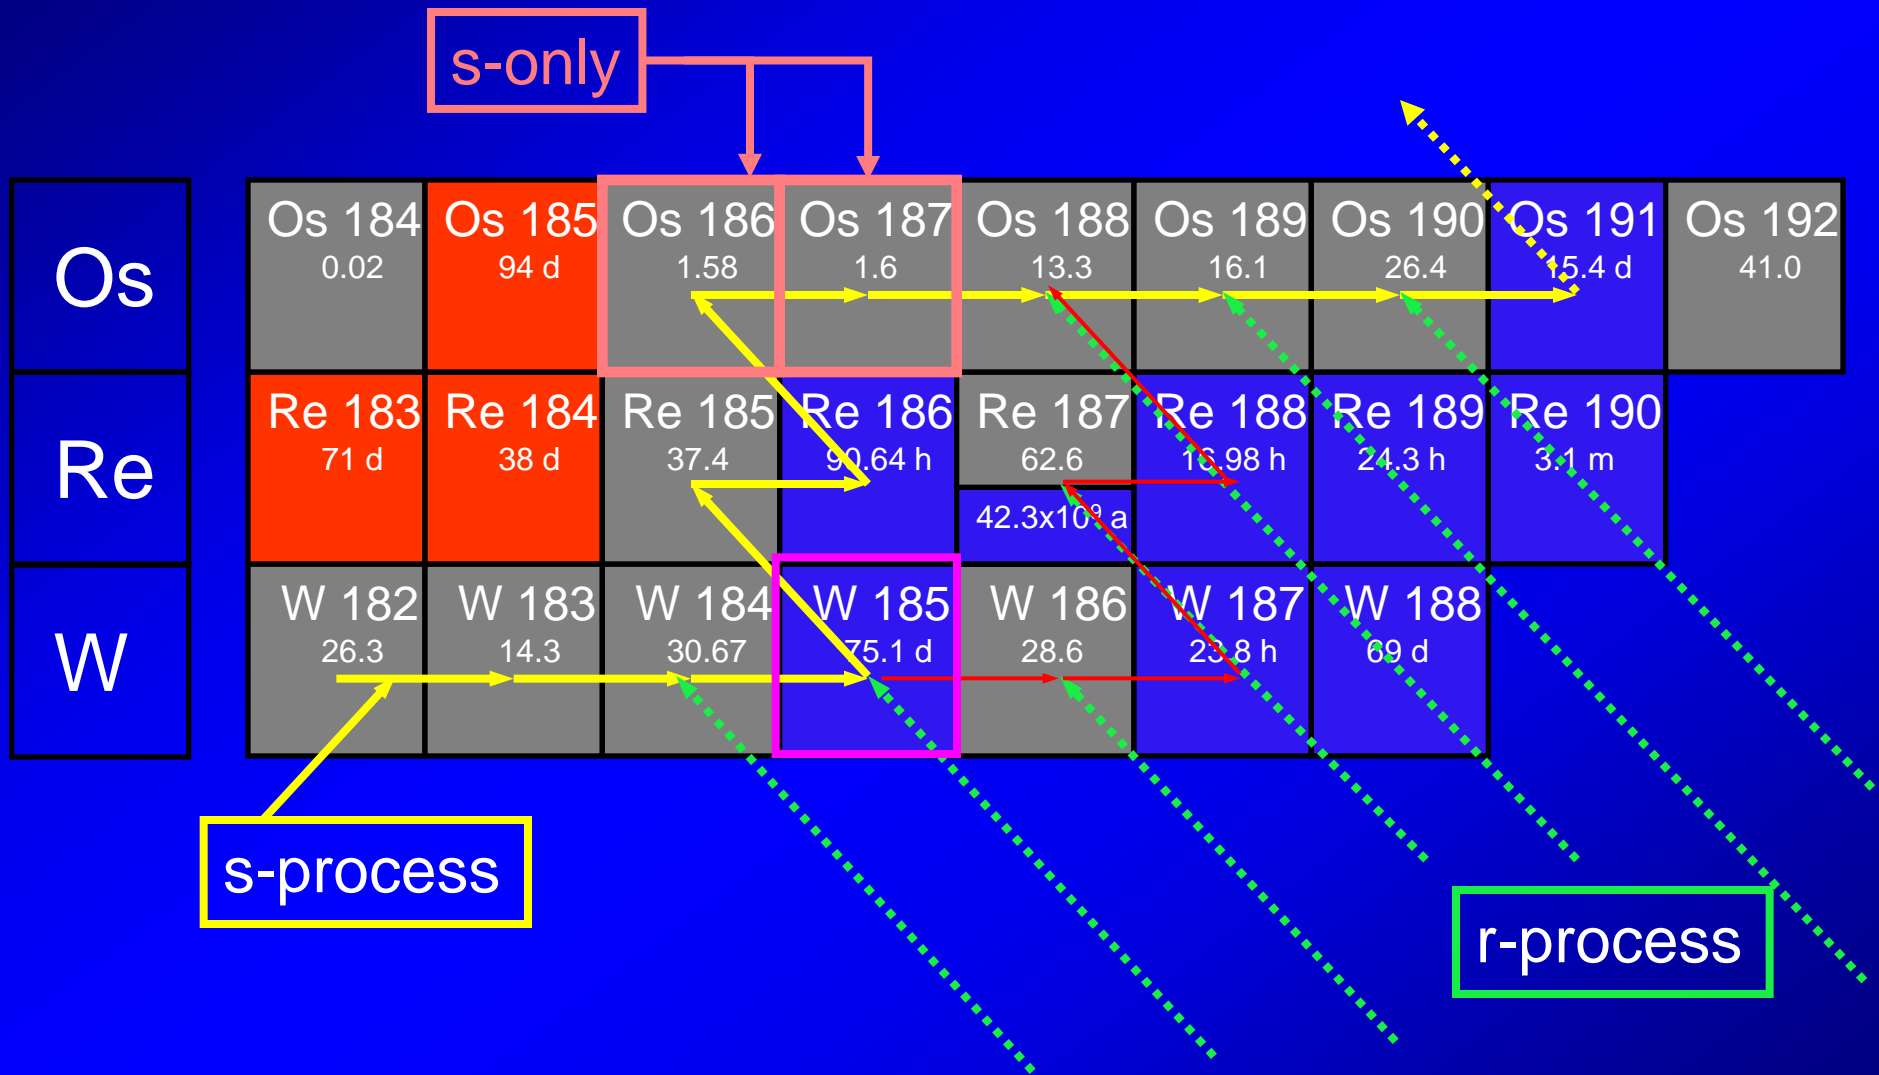 s-only
Os
Os 184
0.02
Os 185
94 d
Os 186
1.58
Os 187
1.6
Os 188
13.3
Os 189
16.1
Os 190
26.4
Os 191
15.4 d
Os 192
41.0
Re
Re 183
71 d
Re 184
38 d
Re 185
37.4
Re 186
90.64 h
Re 187
62.6
42.3x10⁹ a
Re 188
16.98 h
Re 189
24.3 h
Re 190
3.1 m
W
W 182
26.3
W 183
14.3
W 184
30.67
W 185
75.1 d
W 186
28.6
W 187
23.8 h
W 188
69 d
s-process
r-process